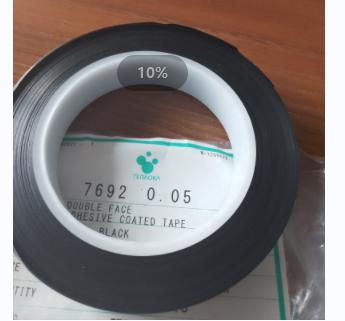 10%
TERAOKA
7692 0.05
DOUBLE FACE
ADHESIVE COATED TAPE
BLACK